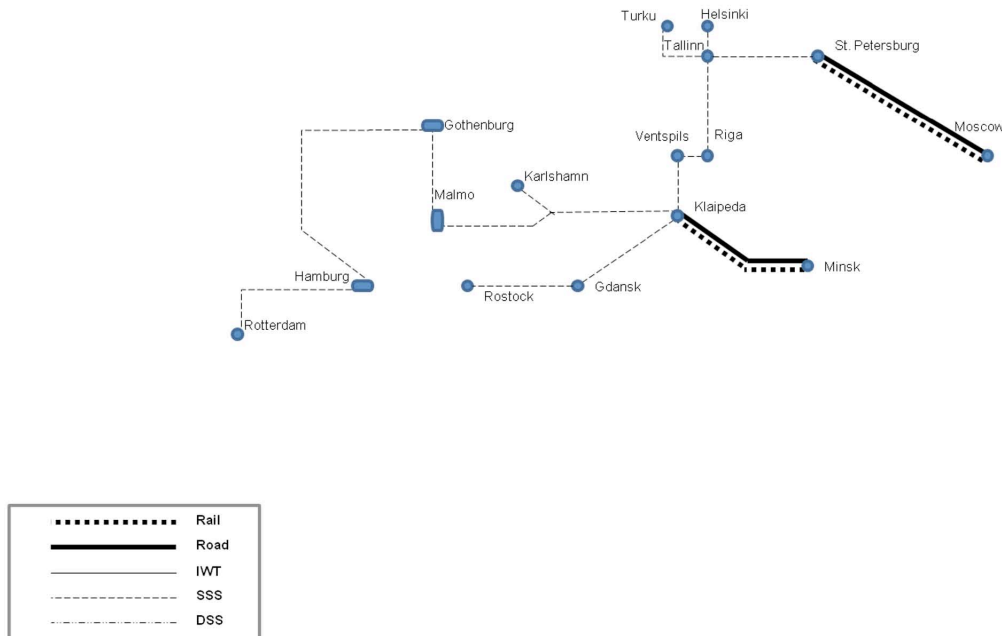 Turku
Helsinki
Tallinn
St. Petersburg
Gothenburg
Moscow
Ventspils
Riga
Karlshamn
Malmo
Klaipeda
Hamburg
Minsk
Rostock
Gdansk
Rotterdam
Rail
Road
IWT
SSS
DSS